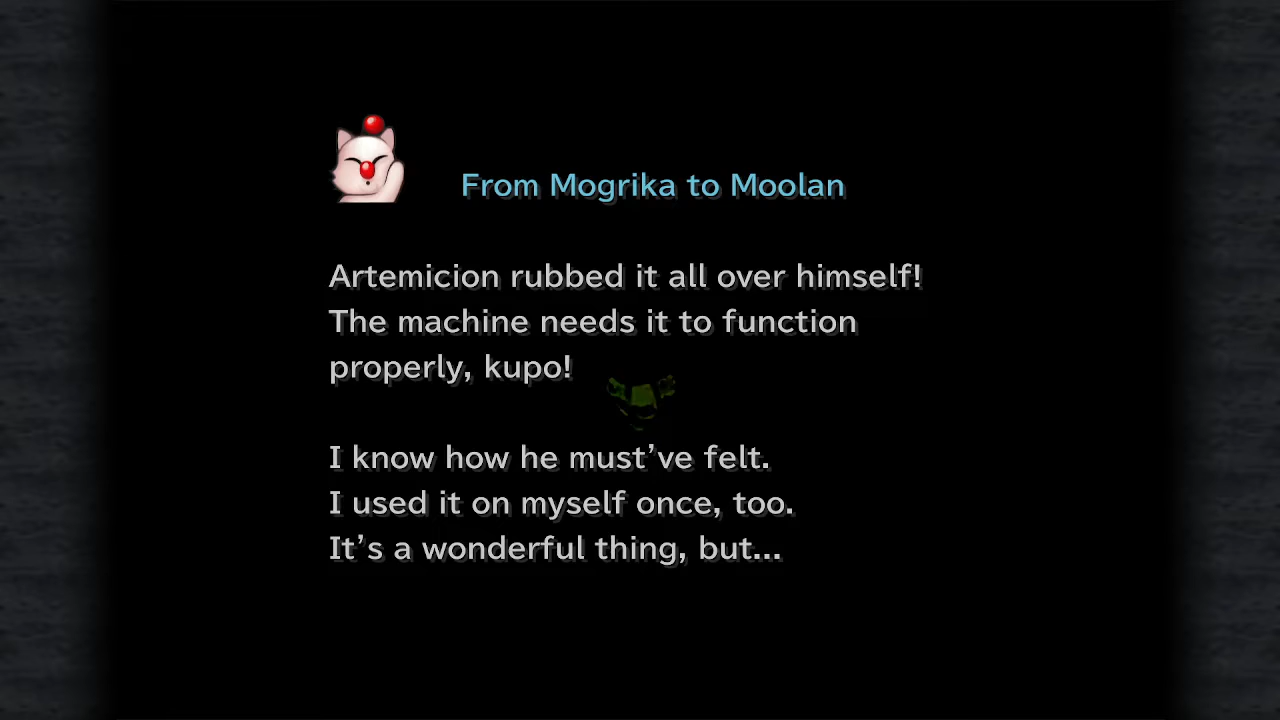 From Mogrika to Moolan
Artemicion rubbed it all over himself!
The machine needs it to function
properly, kupo!
I know how he must've felt.
I used it on myself once, too.
It's a wonderful thing, but...